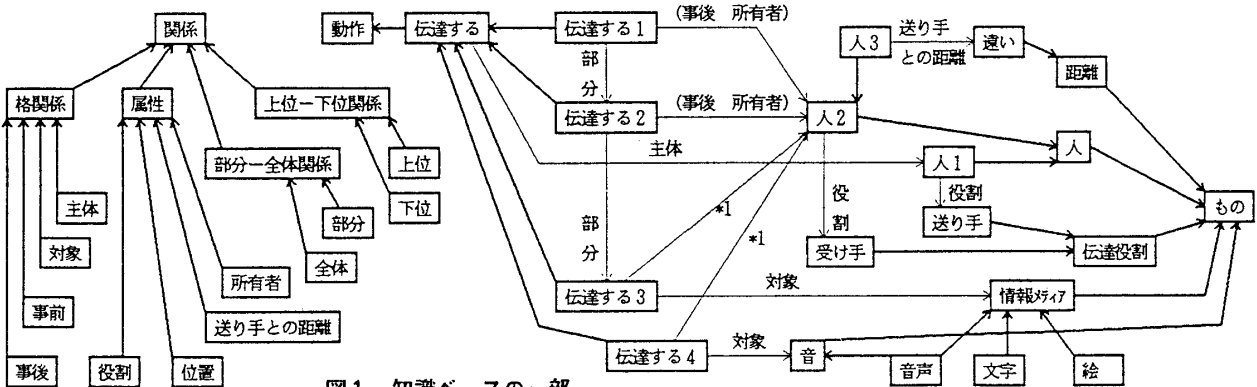 関係
格関係
属性
上位－下位関係
部分－全体関係
上位
下位
部分
全体
主体
対象
事前
事後
所有者
送り手との距離
役割
位置
動作
伝達する
伝達する1
(事後 所有者)
部分
伝達する2
(事後 所有者)
部分
伝達する3
伝達する4
主体
人3
送り手
との距離
遠い
距離
人2
人
人1
役割
送り手
役割
受け手
伝達役割
もの
*1
*1
対象
情報メディア
対象
音
音声
文字
絵
図1 知識ベースの一部